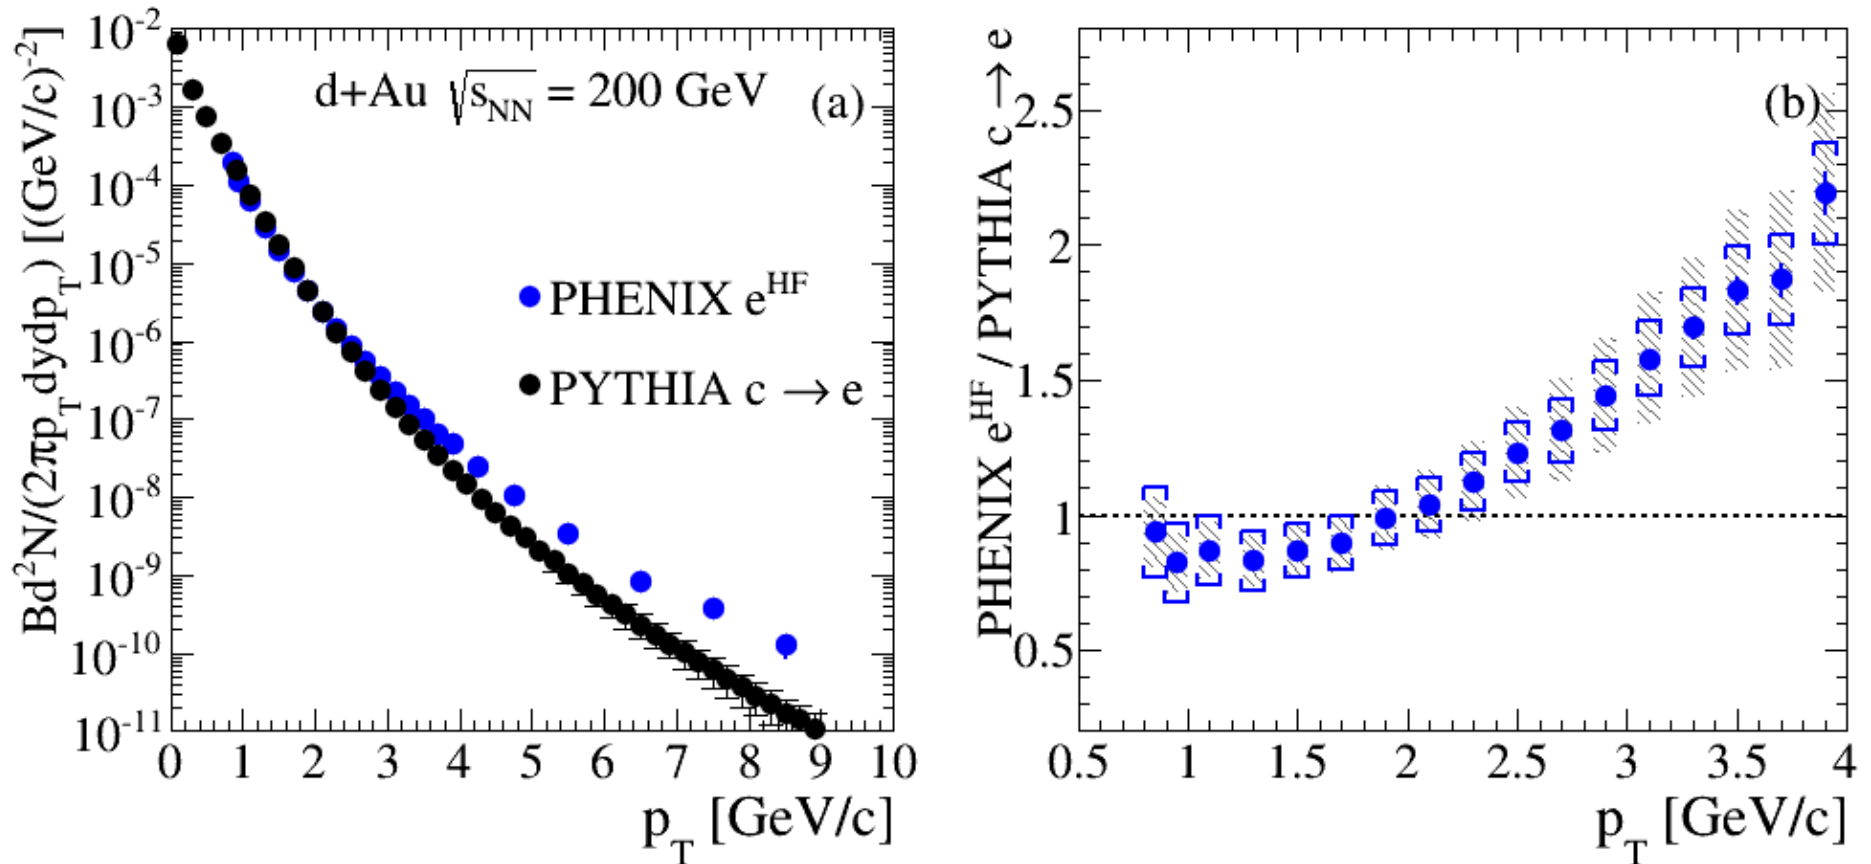 Bd²N/(2πp_T dydp_T) [(GeV/c)⁻²]
10⁻²
10⁻³
10⁻⁴
10⁻⁵
10⁻⁶
10⁻⁷
10⁻⁸
10⁻⁹
10⁻¹⁰
10⁻¹¹
d+Au √s_NN = 200 GeV
(a)
PHENIX e^HF
PYTHIA c → e
0 1 2 3 4 5 6 7 8 9 10
p_T [GeV/c]
PHENIX e^HF / PYTHIA c → e
2.5
2
1.5
1
0.5
(b)
0.5 1 1.5 2 2.5 3 3.5 4
p_T [GeV/c]